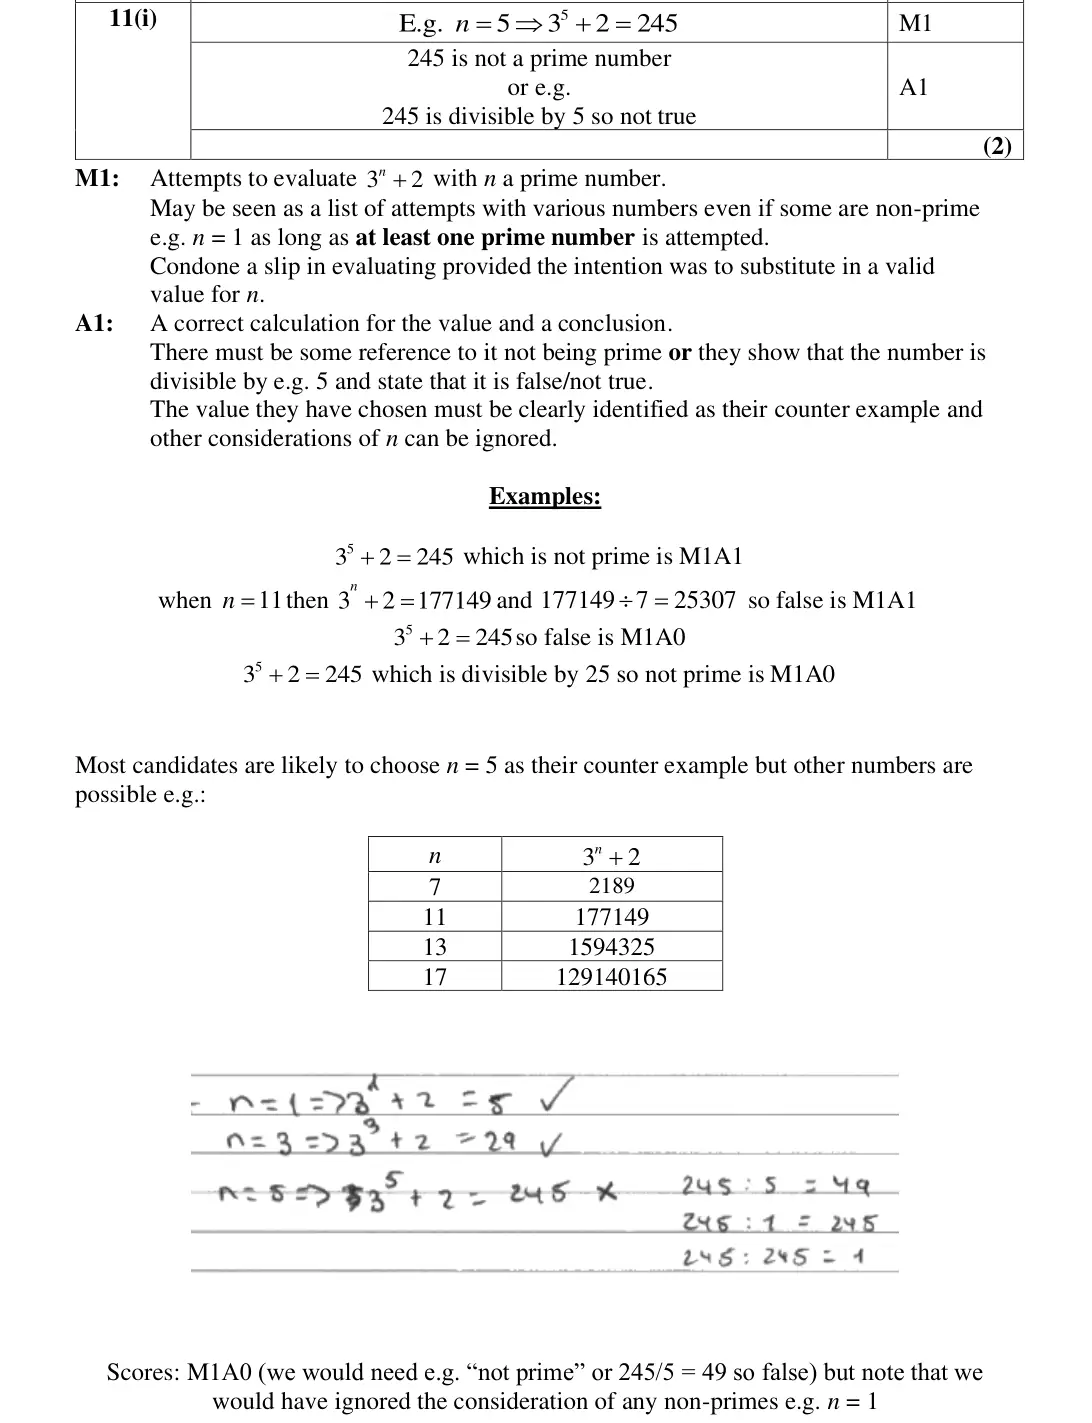 11(i) E.g. n = 5 ⇒ 3⁵ + 2 = 245 M1
245 is not a prime number
or e.g. A1
245 is divisible by 5 so not true
(2)
M1: Attempts to evaluate 3ⁿ + 2 with n a prime number.
May be seen as a list of attempts with various numbers even if some are non-prime
e.g. n = 1 as long as at least one prime number is attempted.
Condone a slip in evaluating provided the intention was to substitute in a valid
value for n.
A1: A correct calculation for the value and a conclusion.
There must be some reference to it not being prime or they show that the number is
divisible by e.g. 5 and state that it is false/not true.
The value they have chosen must be clearly identified as their counter example and
other considerations of n can be ignored.
Examples:
3⁵ + 2 = 245 which is not prime is M1A1
when n = 11 then 3ⁿ + 2 = 177149 and 177149 ÷ 7 = 25307 so false is M1A1
3⁵ + 2 = 245 so false is M1A0
3⁵ + 2 = 245 which is divisible by 25 so not prime is M1A0
Most candidates are likely to choose n = 5 as their counter example but other numbers are
possible e.g.:
n 3ⁿ + 2
7 2189
11 177149
13 1594325
17 129140165
- n = 1 => 3¹ + 2 = 5 ✓
n = 3 => 3³ + 2 = 29 ✓
n = 5 => 3⁵ + 2 = 245 × 245 : 5 = 49
245 : 1 = 245
245 : 245 = 1
Scores: M1A0 (we would need e.g. “not prime” or 245/5 = 49 so false) but note that we
would have ignored the consideration of any non-primes e.g. n = 1